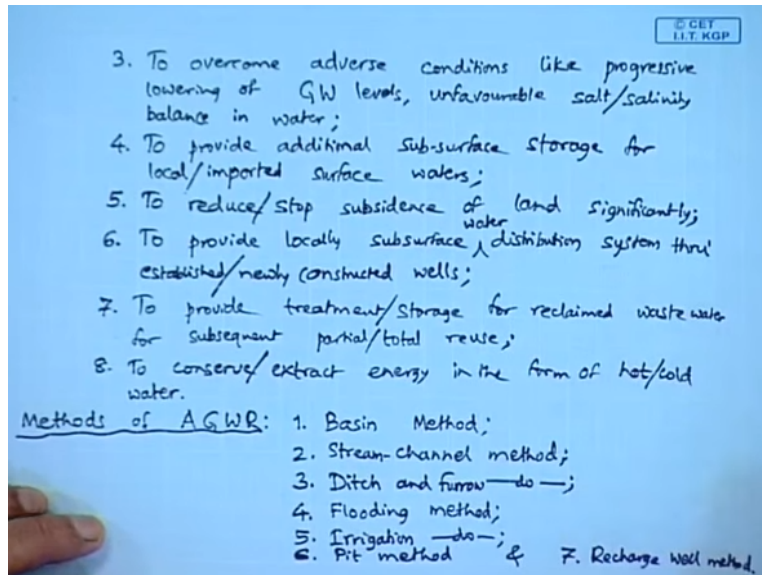 © CET
I.I.T. KGP
3. To overcome adverse conditions like progressive
lowering of GW levels, unfavourable salt/salinity
balance in water;
4. To provide additional sub-surface storage for
local/imported surface waters;
5. To reduce/stop subsidence of land significantly;
6. To provide locally subsurface water distribution system thru'
established/newly constructed wells;
7. To provide treatment/storage for reclaimed waste water
for subsequent partial/total reuse;
8. To conserve/extract energy in the form of hot/cold
water.
Methods of AGWR: 1. Basin Method;
2. Stream-channel method;
3. Ditch and furrow —do—;
4. Flooding method;
5. Irrigation —do—;
6. Pit method & 7. Recharge well method.